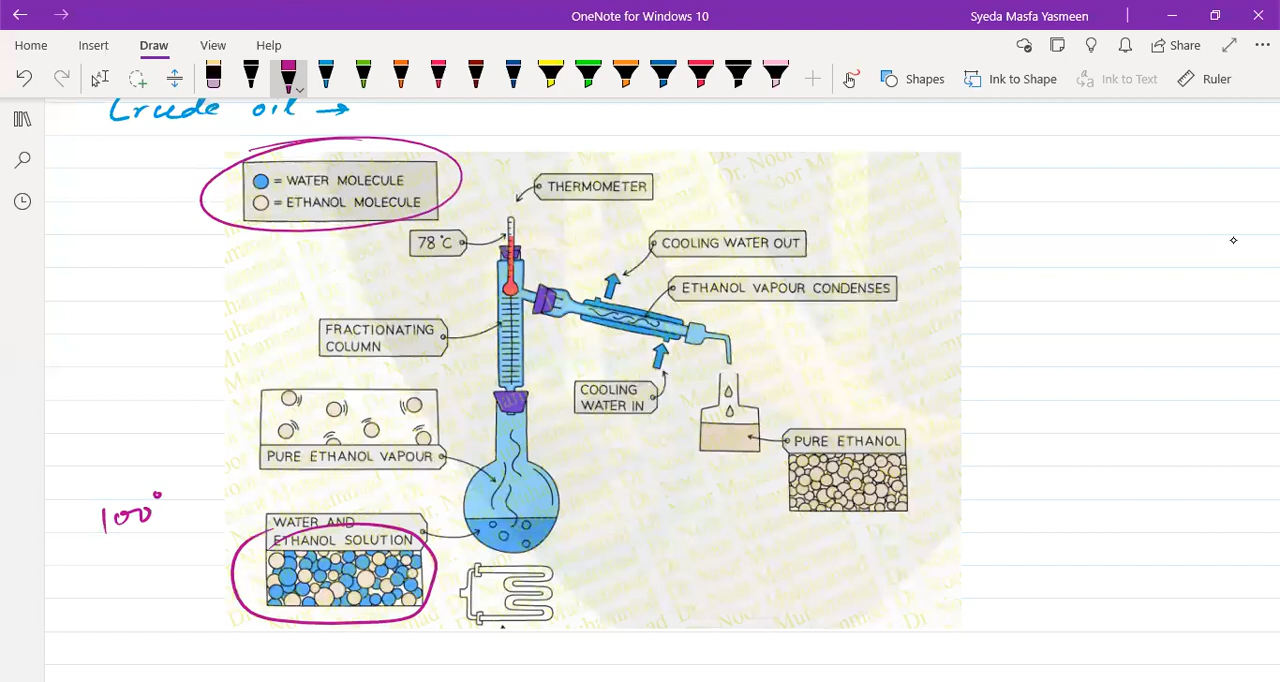 OneNote for Windows 10
Syeda Masfa Yasmeen
Home Insert Draw View Help
Share
Shapes
Ink to Shape
Ink to Text
Ruler
Crude oil →
= WATER MOLECULE
= ETHANOL MOLECULE
THERMOMETER
78 °C
COOLING WATER OUT
ETHANOL VAPOUR CONDENSES
FRACTIONATING
COLUMN
COOLING
WATER IN
PURE ETHANOL VAPOUR
PURE ETHANOL
100°
WATER AND
ETHANOL SOLUTION